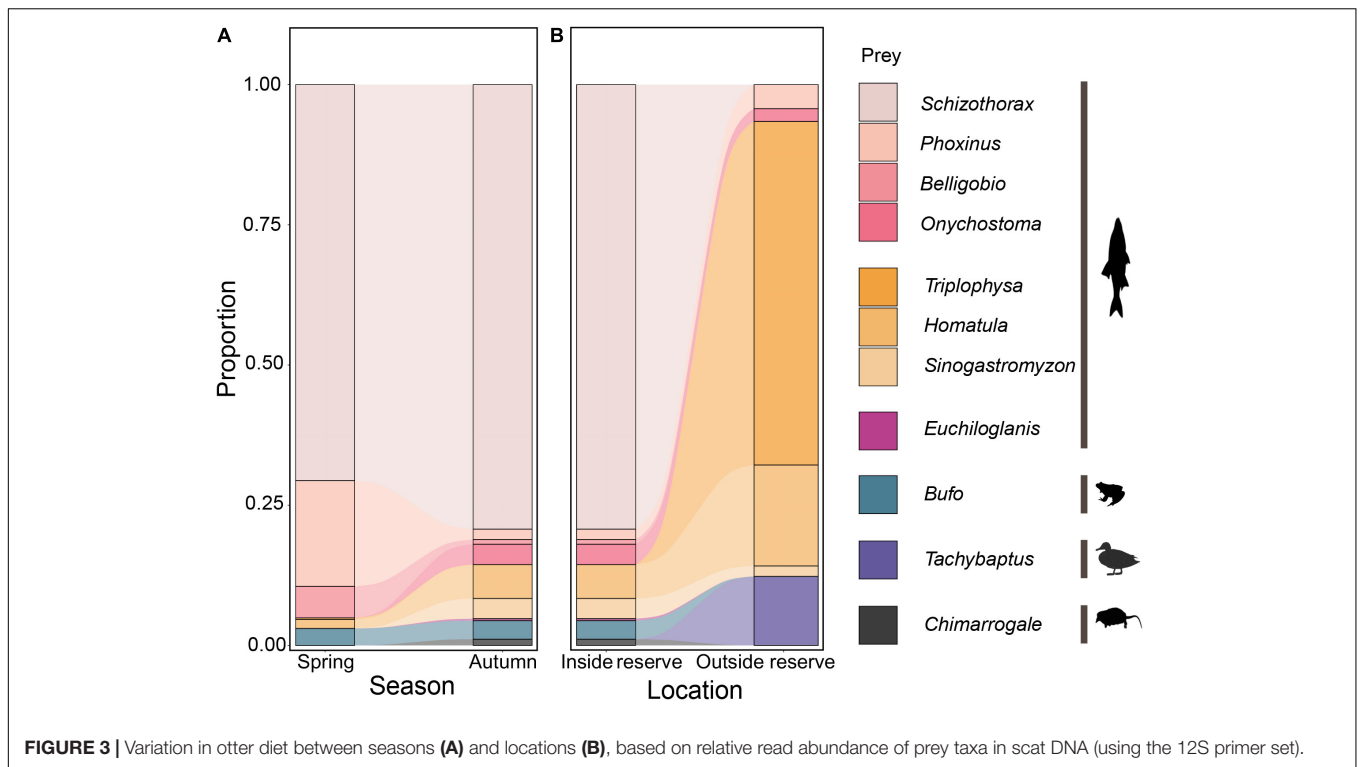 A
B
Prey
1.00
0.75
0.50
0.25
0.00
Proportion
Spring
Autumn
Season
Inside reserve
Outside reserve
Location
Schizothorax
Phoxinus
Belligobio
Onychostoma
Triplophysa
Homatula
Sinogastromyzon
Euchiloglanis
Bufo
Tachybaptus
Chimarrogale
FIGURE 3 | Variation in otter diet between seasons (A) and locations (B), based on relative read abundance of prey taxa in scat DNA (using the 12S primer set).